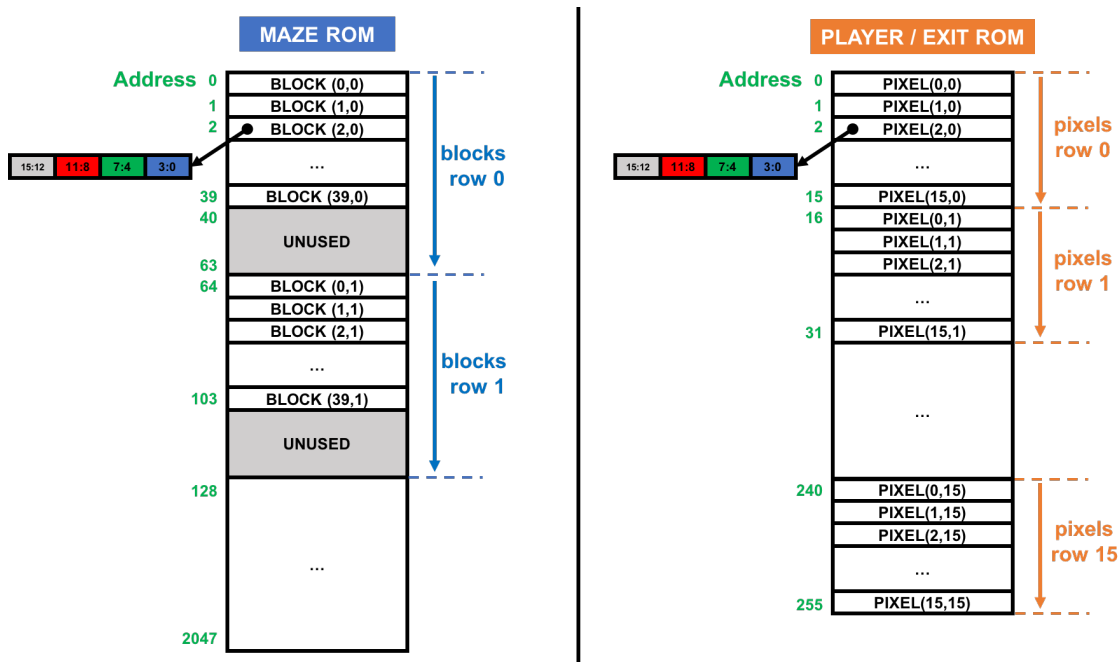 MAZE ROM
Address 0
BLOCK (0,0)
1
BLOCK (1,0)
2
BLOCK (2,0)
15:12 11:8 7:4 3:0
...
39
BLOCK (39,0)
40
UNUSED
63
blocks
row 0
64
BLOCK (0,1)
BLOCK (1,1)
BLOCK (2,1)
...
103
BLOCK (39,1)
UNUSED
blocks
row 1
128
...
2047
PLAYER / EXIT ROM
Address 0
PIXEL(0,0)
1
PIXEL(1,0)
2
PIXEL(2,0)
15:12 11:8 7:4 3:0
...
15
PIXEL(15,0)
pixels
row 0
16
PIXEL(0,1)
PIXEL(1,1)
PIXEL(2,1)
...
31
PIXEL(15,1)
pixels
row 1
...
240
PIXEL(0,15)
PIXEL(1,15)
PIXEL(2,15)
...
255
PIXEL(15,15)
pixels
row 15